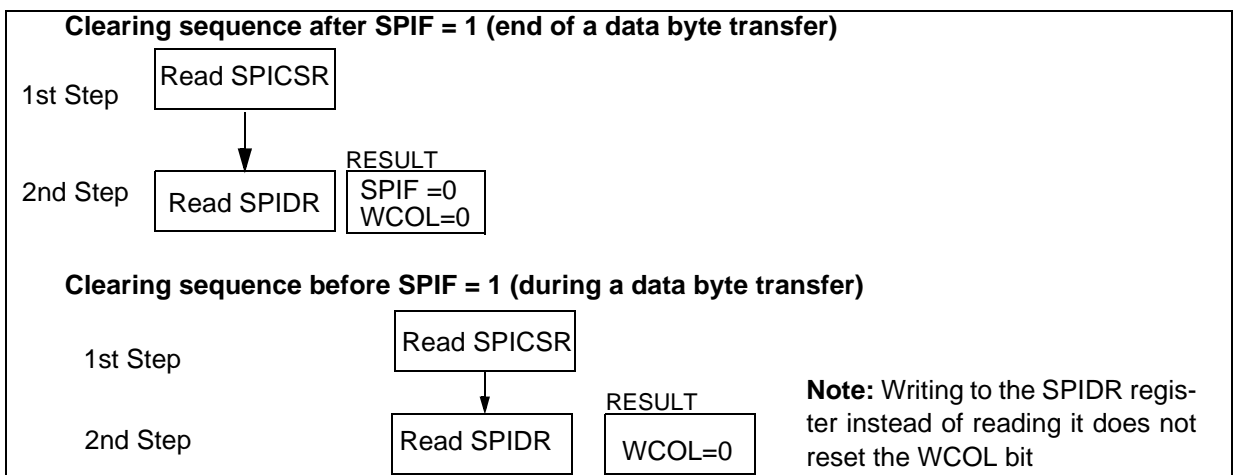 Clearing sequence after SPIF = 1 (end of a data byte transfer)
1st Step
Read SPICSR
2nd Step
Read SPIDR
RESULT
SPIF =0
WCOL=0
Clearing sequence before SPIF = 1 (during a data byte transfer)
1st Step
Read SPICSR
2nd Step
Read SPIDR
RESULT
WCOL=0
Note: Writing to the SPIDR regis-
ter instead of reading it does not
reset the WCOL bit